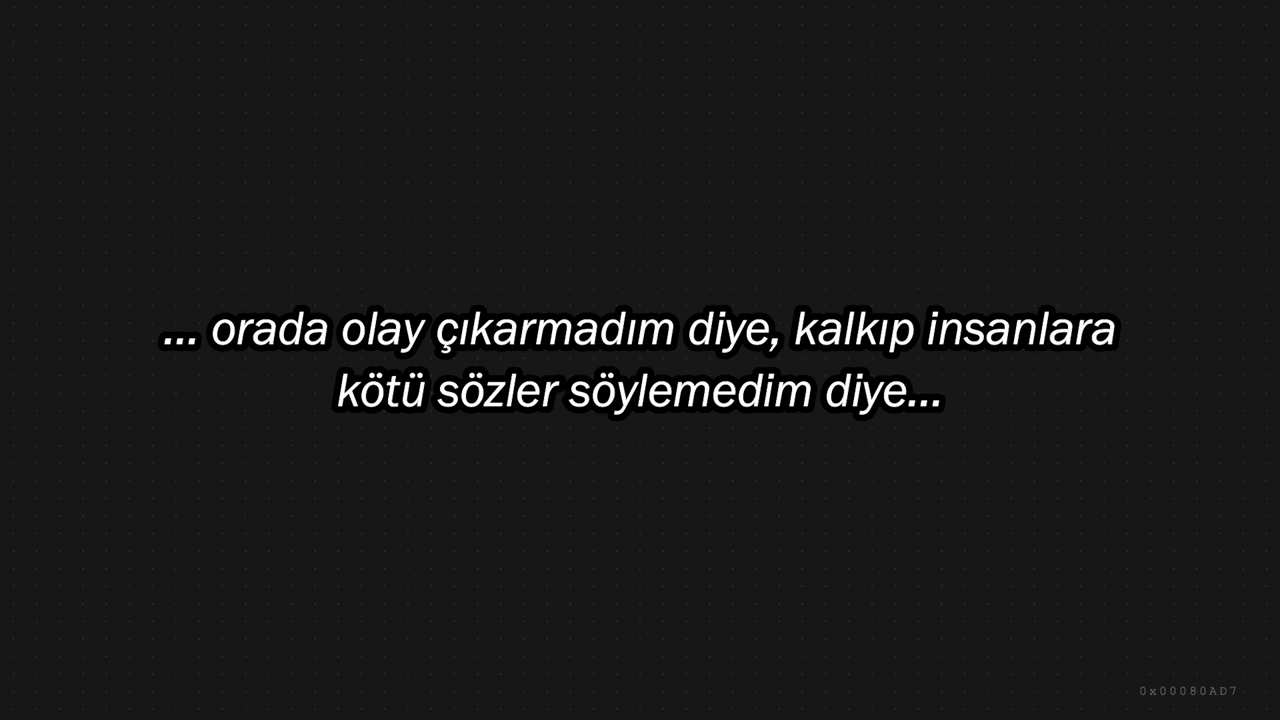 ... orada olay çıkarmadım diye, kalkıp insanlara
kötü sözler söylemedim diye...
0x00080AD7